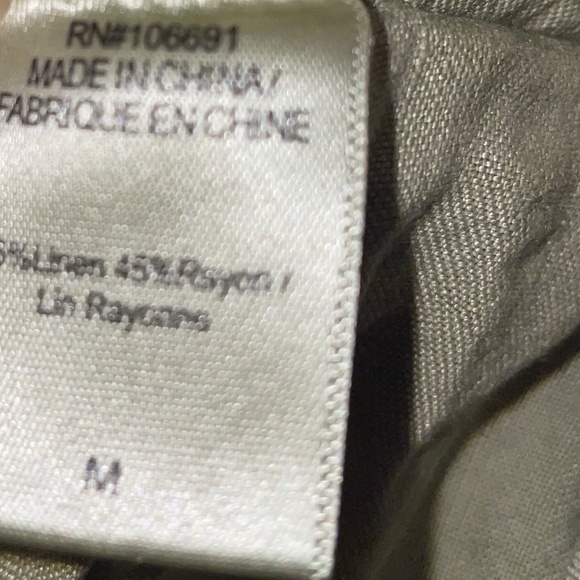 RN#106691
MADE IN CHINA/
FABRIQUE EN CHINE
5%Linen 45%Rayon /
Lin Rayonne
M